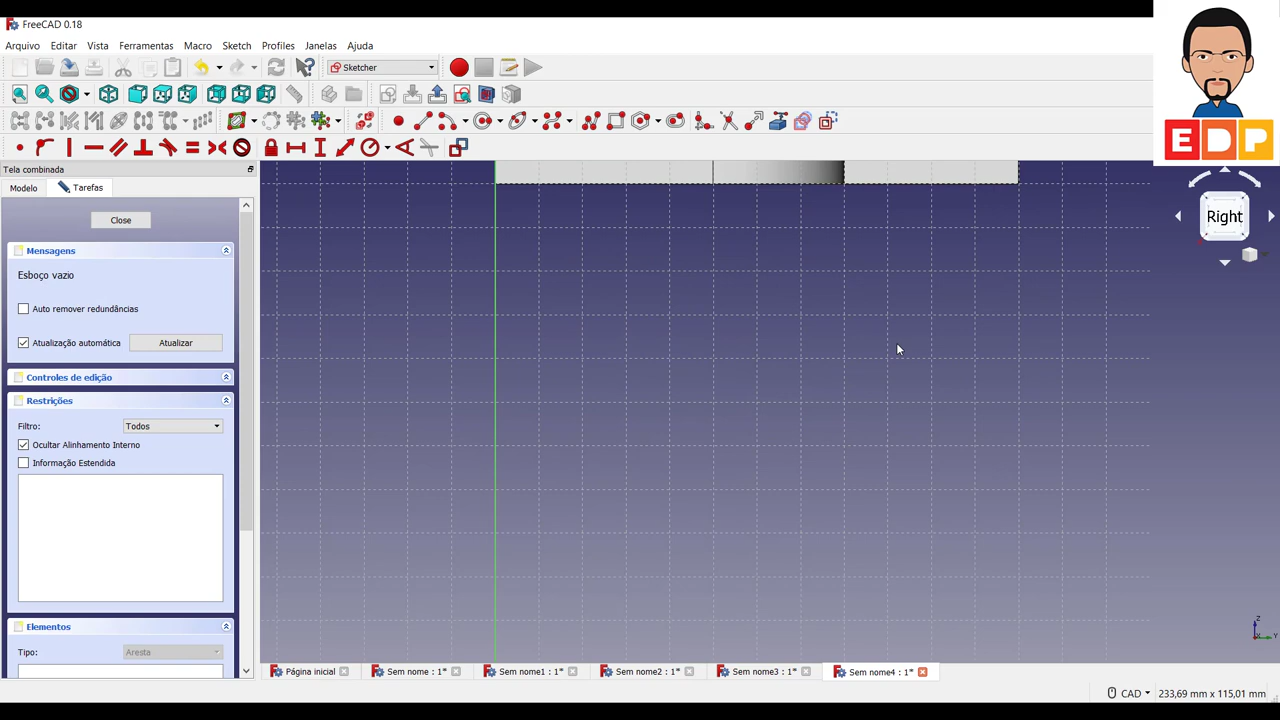 FreeCAD 0.18
Arquivo Editar Vista Ferramentas Macro Sketch Profiles Janelas Ajuda
Sketcher
EDP
Tela combinada
Modelo Tarefas
Right
Close
Mensagens
Esboço vazio
Auto remover redundâncias
Atualização automática Atualizar
Controles de edição
Restrições
Filtro: Todos
Ocultar Alinhamento Interno
Informação Estendida
Elementos
Tipo: Aresta
Z
X Y
Página inicial Sem nome : 1* Sem nome1 : 1* Sem nome2 : 1* Sem nome3 : 1* Sem nome4 : 1*
CAD 233,69 mm x 115,01 mm